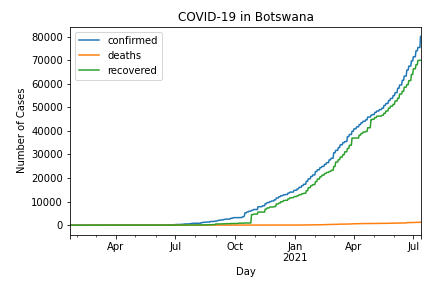 COVID-19 in Botswana
confirmed
deaths
recovered
Number of Cases
80000
70000
60000
50000
40000
30000
20000
10000
0
Apr Jul Oct Jan Apr Jul
2021
Day